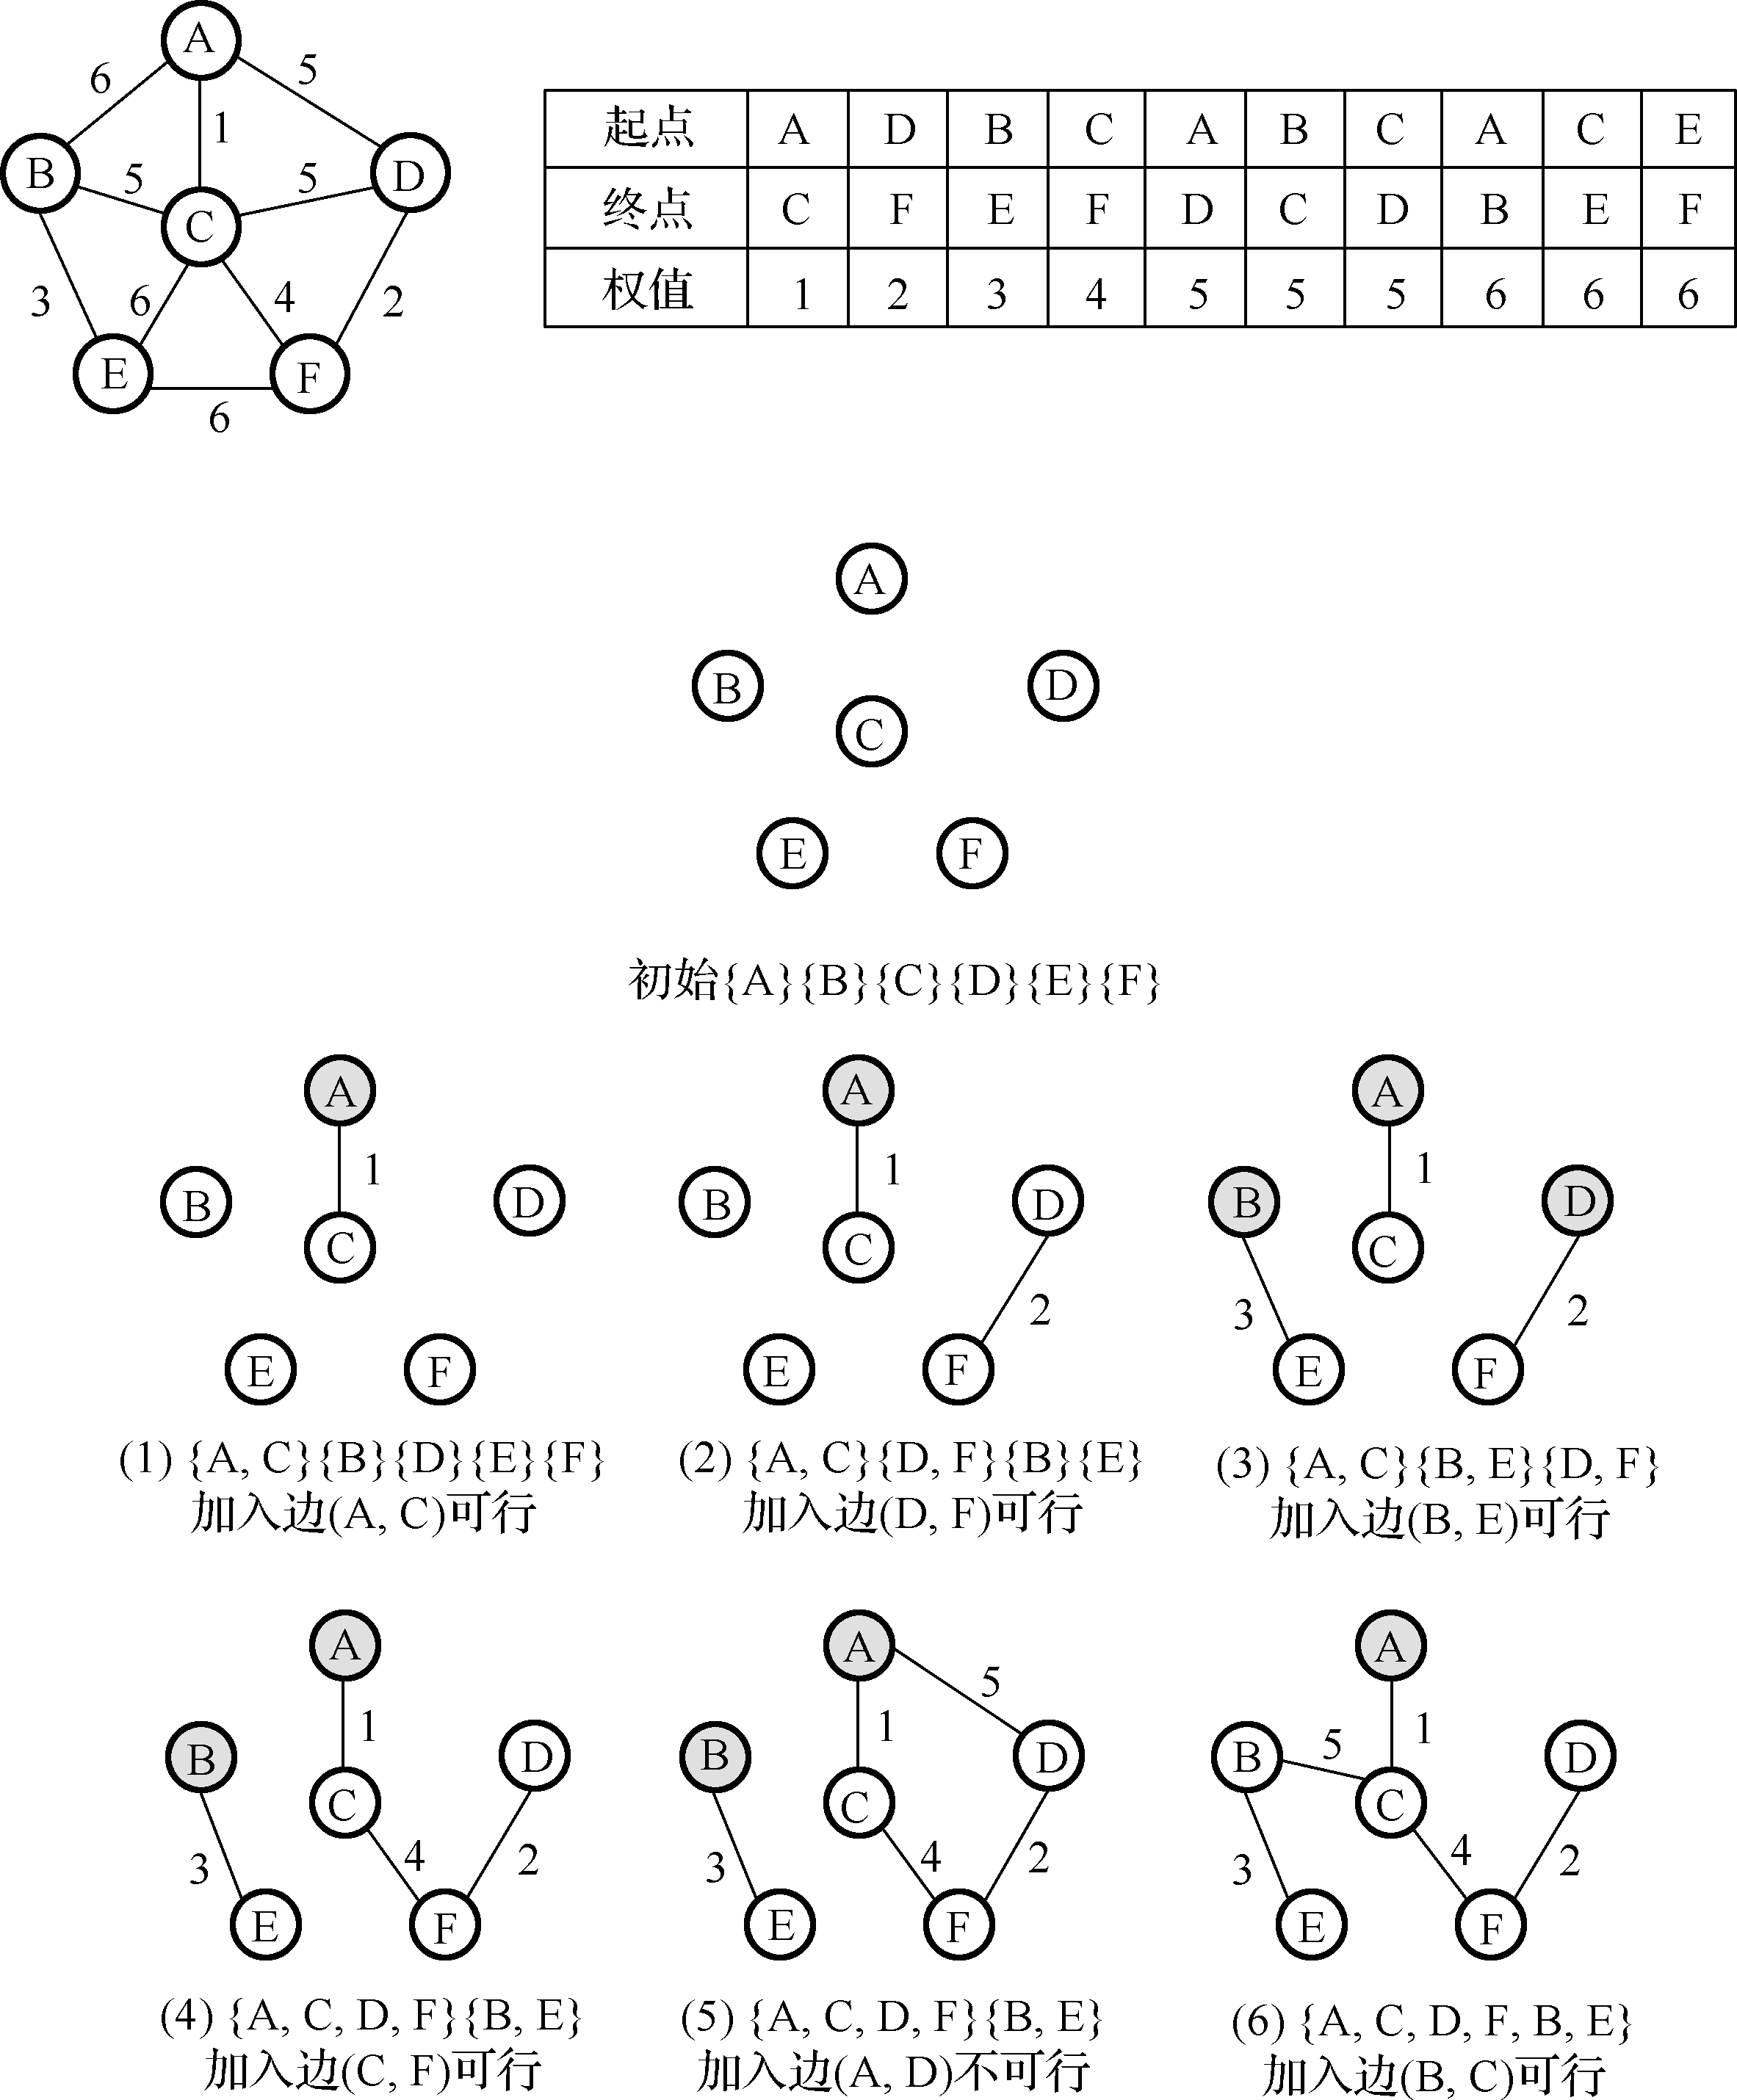 A
6
5
1
B
5
5
D
C
3
6
4
2
E
F
6
起点 A D B C A B C A C E
终点 C F E F D C D B E F
权值 1 2 3 4 5 5 5 6 6 6
A
B
D
C
E
F
初始{A}{B}{C}{D}{E}{F}
A
1
B
D
C
E
F
(1) {A, C}{B}{D}{E}{F}
加入边(A, C)可行
A
1
B
D
C
2
E
F
(2) {A, C}{D, F}{B}{E}
加入边(D, F)可行
A
1
B
D
C
3
2
E
F
(3) {A, C}{B, E}{D, F}
加入边(B, E)可行
A
1
B
D
C
3
4
2
E
F
(4) {A, C, D, F}{B, E}
加入边(C, F)可行
A
5
1
B
D
C
3
4
2
E
F
(5) {A, C, D, F}{B, E}
加入边(A, D)不可行
A
5
1
B
D
C
3
4
2
E
F
(6) {A, C, D, F, B, E}
加入边(B, C)可行